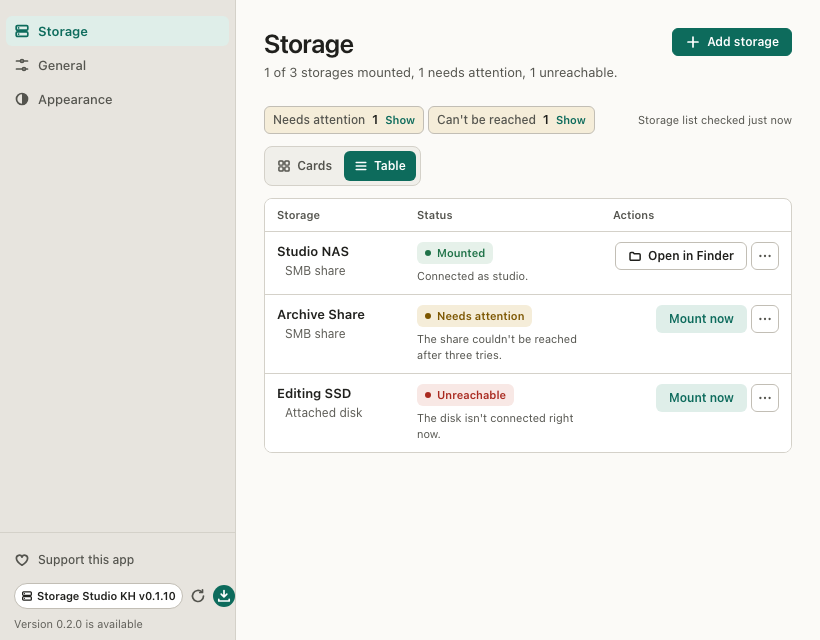 Storage
General
Appearance
Support this app
Storage Studio KH v0.1.10
Version 0.2.0 is available
Storage
Add storage
1 of 3 storages mounted, 1 needs attention, 1 unreachable.
Needs attention 1 Show
Can't be reached 1 Show
Storage list checked just now
Cards
Table
Storage Status Actions
Studio NAS
SMB share
Mounted
Connected as studio.
Open in Finder
Archive Share
SMB share
Needs attention
The share couldn't be reached
after three tries.
Mount now
Editing SSD
Attached disk
Unreachable
The disk isn't connected right
now.
Mount now